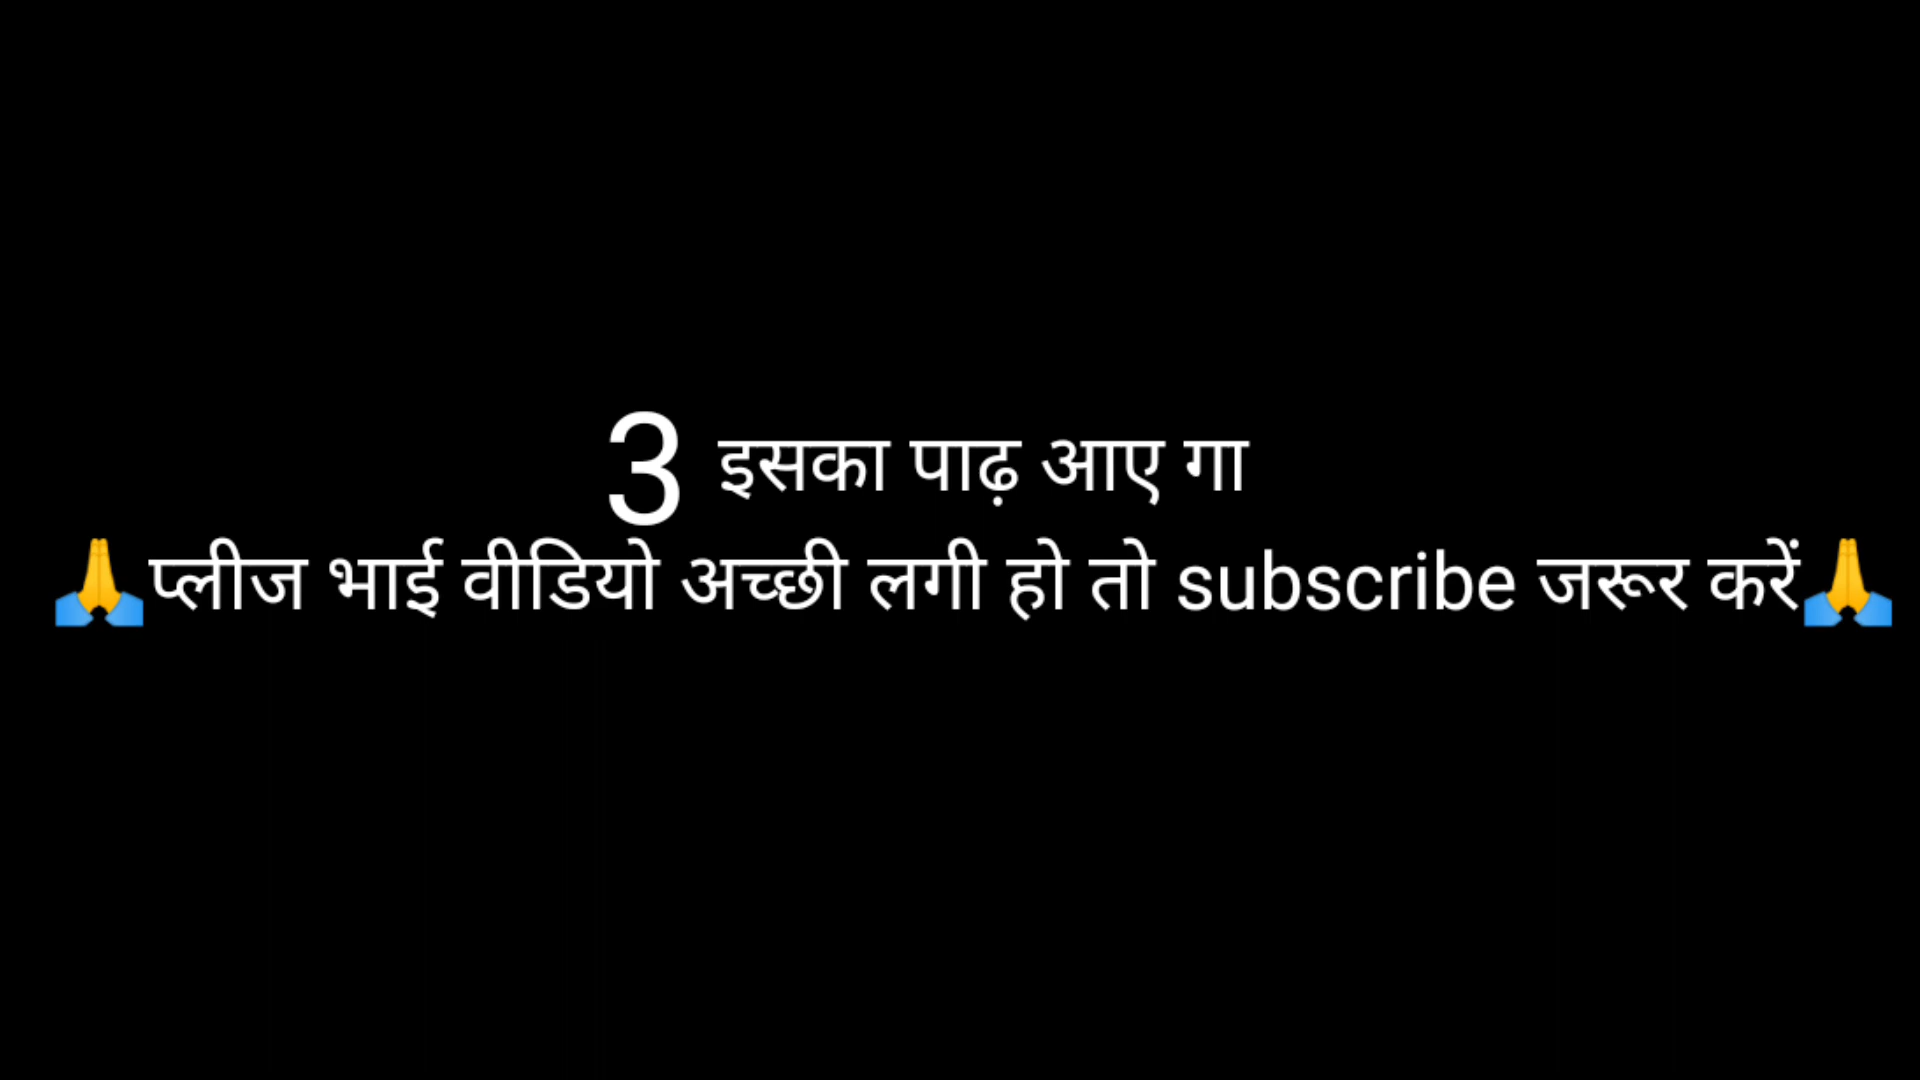 3 इसका पाढ़ आए गा
🙏प्लीज भाई वीडियो अच्छी लगी हो तो subscribe जरूर करें🙏